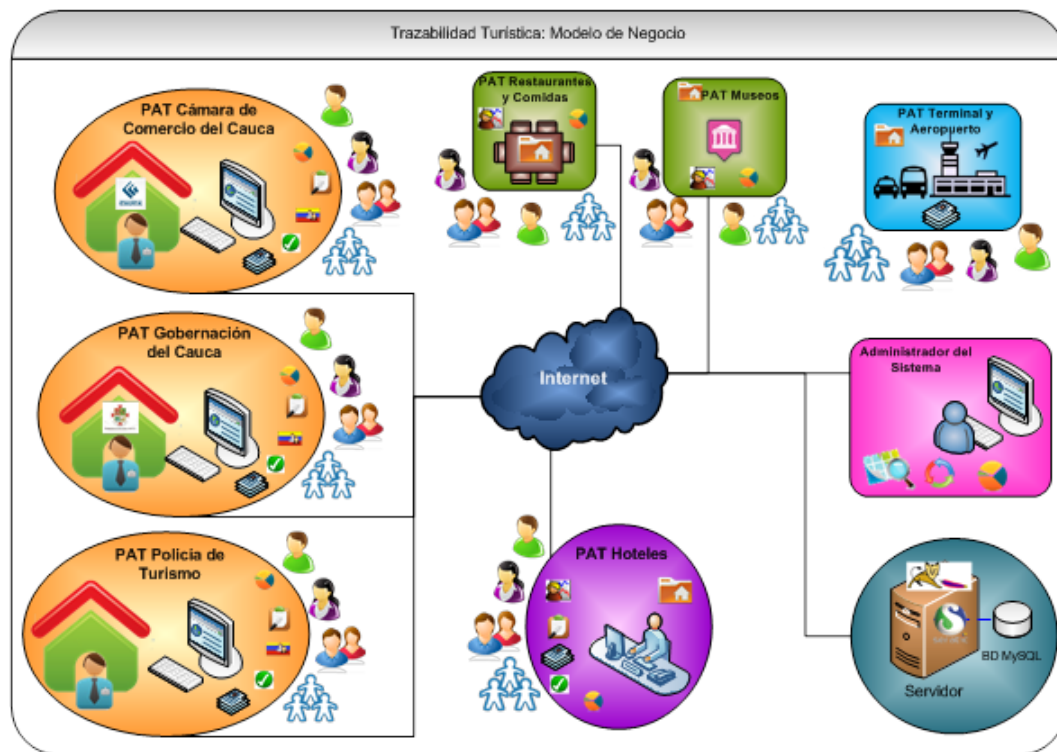 Trazabilidad Turística: Modelo de Negocio
PAT Cámara de
Comercio del Cauca
PAT Restaurantes
y Comidas
PAT Museos
PAT Terminal y
Aeropuerto
PAT Gobernación
del Cauca
Internet
Administrador del
Sistema
PAT Policía de
Turismo
PAT Hoteles
BD MySQL
Servidor